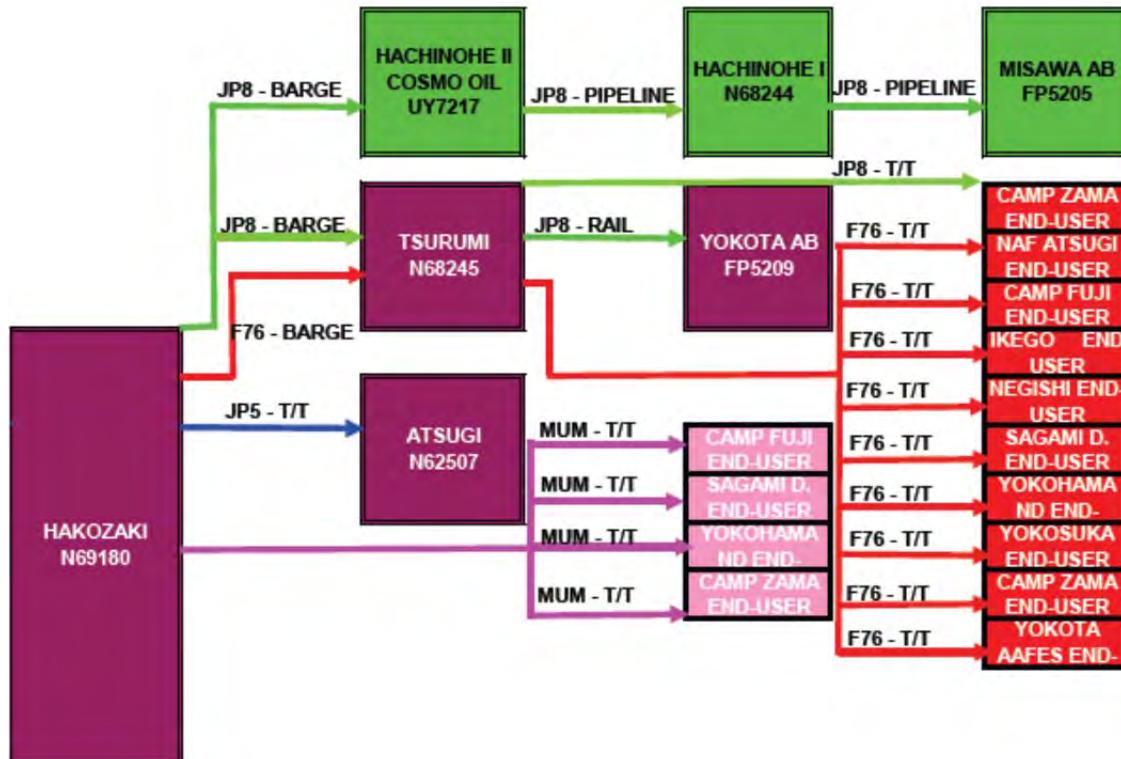 HACHINOHE II
COSMO OIL
UY7217
HACHINOHE I
N68244
MISAWA AB
FP5205
JP8 - BARGE
JP8 - PIPELINE
JP8 - PIPELINE
JP8 - T/T
JP8 - BARGE
TSURUMI
N68245
JP8 - RAIL
YOKOTA AB
FP5209
F76 - BARGE
HAKOZAKI
N69180
JP5 - T/T
ATSUGI
N62507
MUM - T/T
CAMP FUJI
END-USER
MUM - T/T
SAGAMI D.
END-USER
MUM - T/T
YOKOHAMA
ND END-
MUM - T/T
CAMP ZAMA
END-USER
CAMP ZAMA
END-USER
F76 - T/T
NAF ATSUGI
END-USER
F76 - T/T
CAMP FUJI
END-USER
F76 - T/T
IKEGO END
USER
F76 - T/T
NEGISHI END-
USER
F76 - T/T
SAGAMI D.
END-USER
F76 - T/T
YOKOHAMA
ND END-
F76 - T/T
YOKOSUKA
END-USER
F76 - T/T
CAMP ZAMA
END-USER
F76 - T/T
YOKOTA
AAFES END-